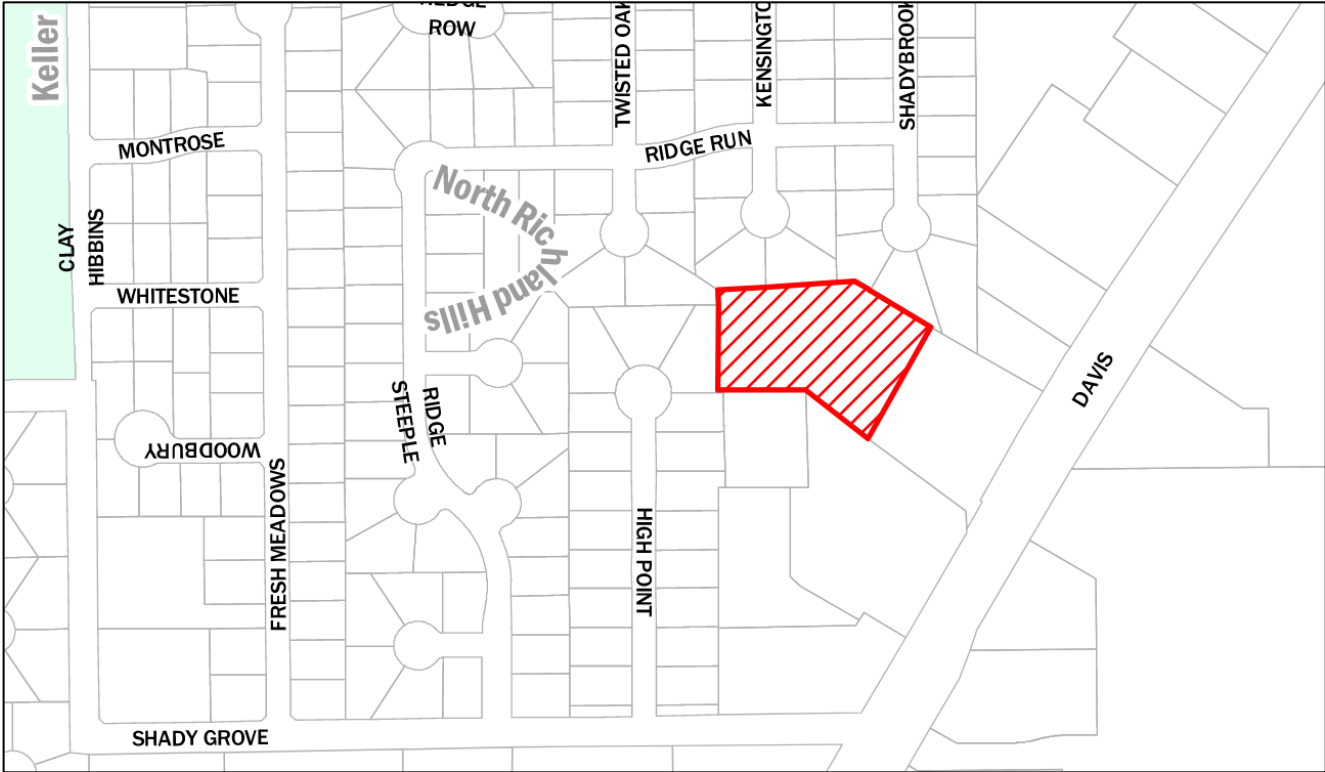 Keller
ROW
TWISTED OAK
KENSINGTO
SHADYBROOK
MONTROSE
RIDGE RUN
North Richland Hills
CLAY
HIBBINS
WHITESTONE
DAVIS
STEEPLE
RIDGE
WOODBURY
FRESH MEADOWS
HIGH POINT
SHADY GROVE